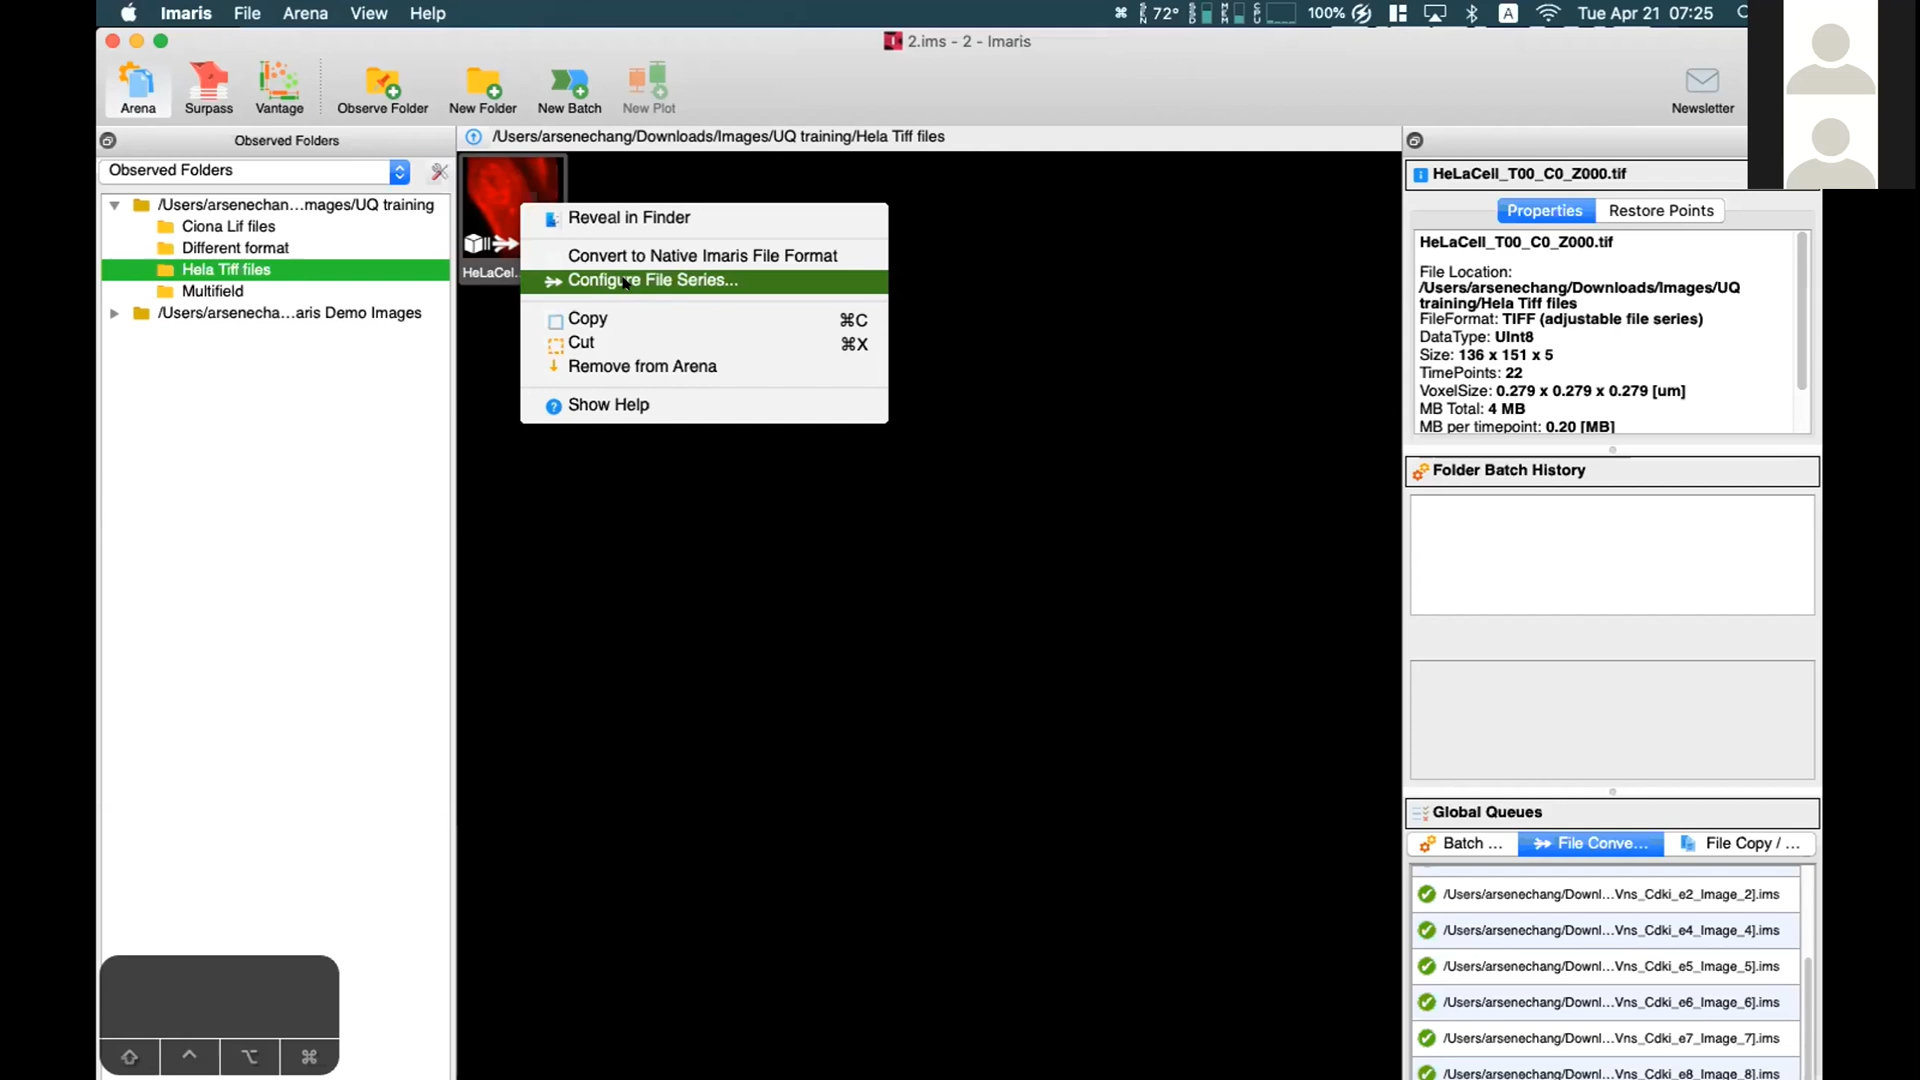 Imaris File Arena View Help
72° 100% A Tue Apr 21 07:25
2.ims - 2 - Imaris
Arena Surpass Vantage Observe Folder New Folder New Batch New Plot Newsletter
Observed Folders
/Users/arsenechang/Downloads/Images/UQ training/Hela Tiff files
Observed Folders
/Users/arsenechan...mages/UQ training
Ciona Lif files
Different format
Hela Tiff files
Multifield
/Users/arsenecha...aris Demo Images
HeLaCel...
Reveal in Finder
Convert to Native Imaris File Format
Configure File Series...
Copy ⌘C
Cut ⌘X
Remove from Arena
Show Help
HeLaCell_T00_C0_Z000.tif
Properties Restore Points
HeLaCell_T00_C0_Z000.tif
File Location:
/Users/arsenechang/Downloads/Images/UQ
training/Hela Tiff files
FileFormat: TIFF (adjustable file series)
DataType: UInt8
Size: 136 x 151 x 5
TimePoints: 22
VoxelSize: 0.279 x 0.279 x 0.279 [um]
MB Total: 4 MB
MB per timepoint: 0.20 [MB]
Folder Batch History
Global Queues
Batch ... File Conve... File Copy / ...
/Users/arsenechang/Downl...Vns_Cdki_e2_Image_2].ims
/Users/arsenechang/Downl...Vns_Cdki_e4_Image_4].ims
/Users/arsenechang/Downl...Vns_Cdki_e5_Image_5].ims
/Users/arsenechang/Downl...Vns_Cdki_e6_Image_6].ims
/Users/arsenechang/Downl...Vns_Cdki_e7_Image_7].ims
/Users/arsenechang/Downl...Vns_Cdki_e8_Image_8].ims